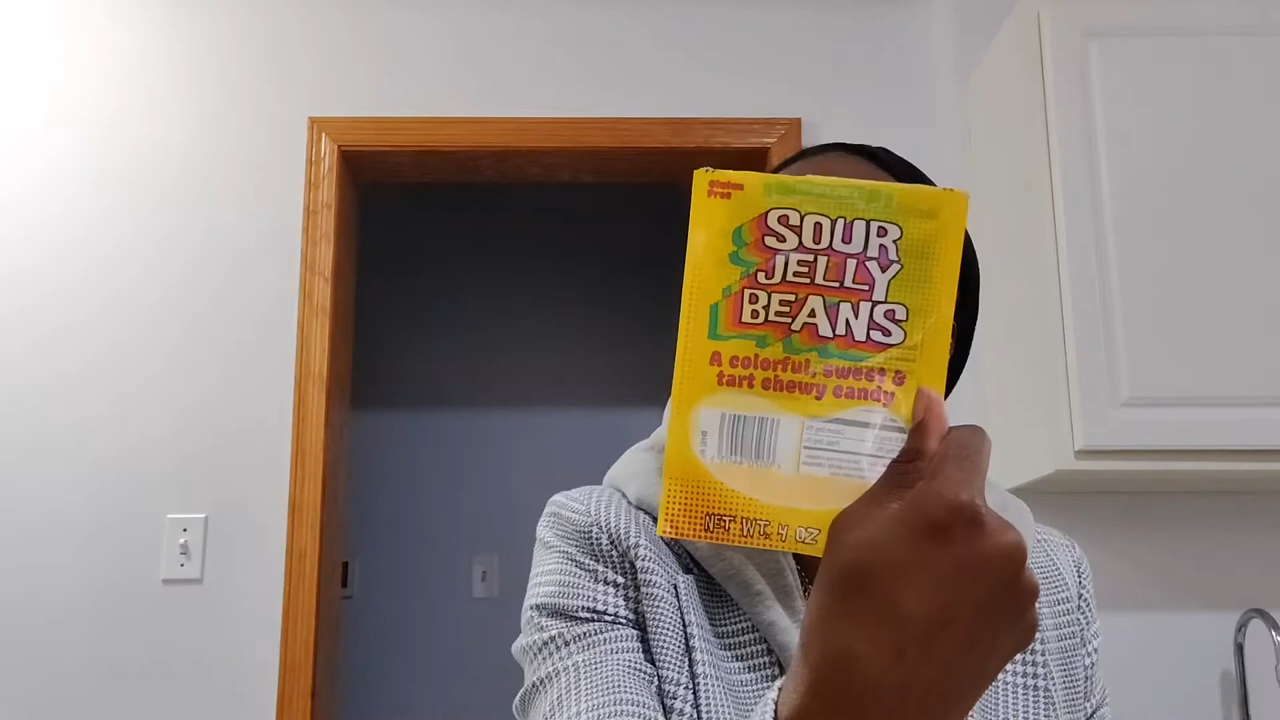 Gluten
Free
SOUR
JELLY
BEANS
A colorful, sweet &
tart chewy candy
NET WT. 4 OZ